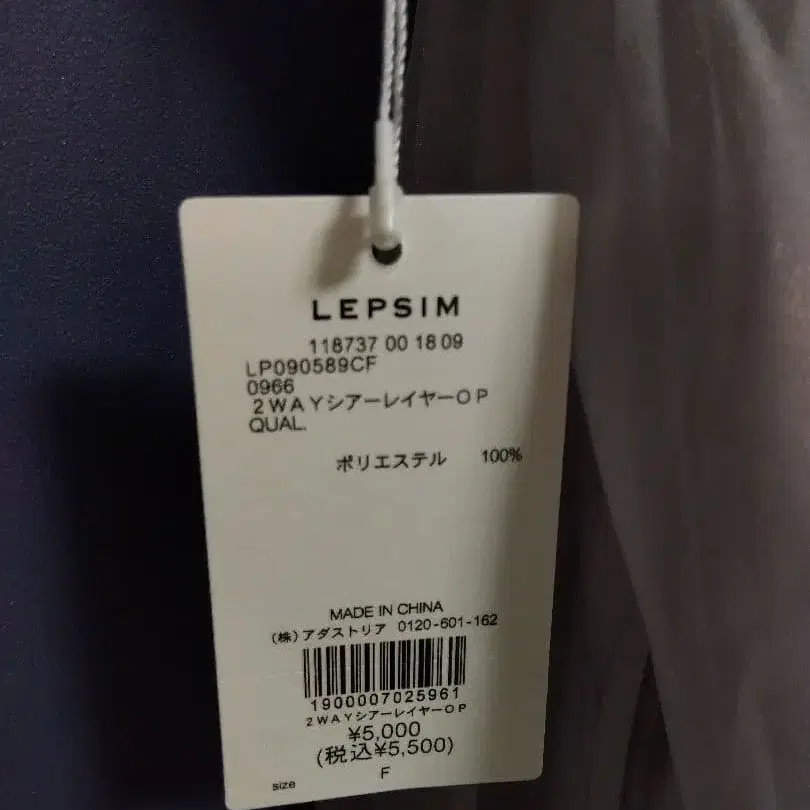 LEPSIM
118737 00 18 09
LP090589CF
0966
2WAYシアーレイヤーOP
QUAL.
ポリエステル 100%
MADE IN CHINA
(株)アダストリア 0120-601-162
1900007025961
2WAYシアーレイヤーOP
¥5,000
(税込¥5,500)
size F